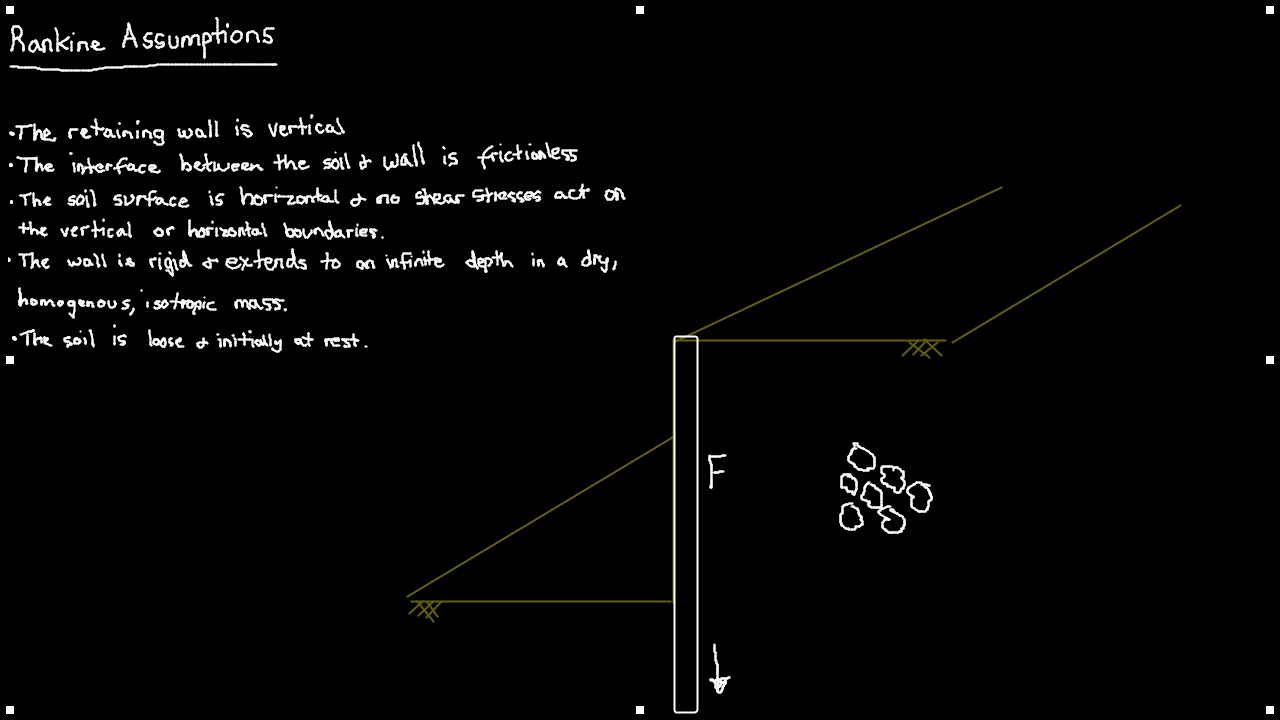 Rankine Assumptions
• The retaining wall is vertical
• The interface between the soil & wall is frictionless
• The soil surface is horizontal & no shear stresses act on
the vertical or horizontal boundaries.
• The wall is rigid & extends to an infinite depth in a dry,
homogenous, isotropic mass.
• The soil is loose & initially at rest.
F